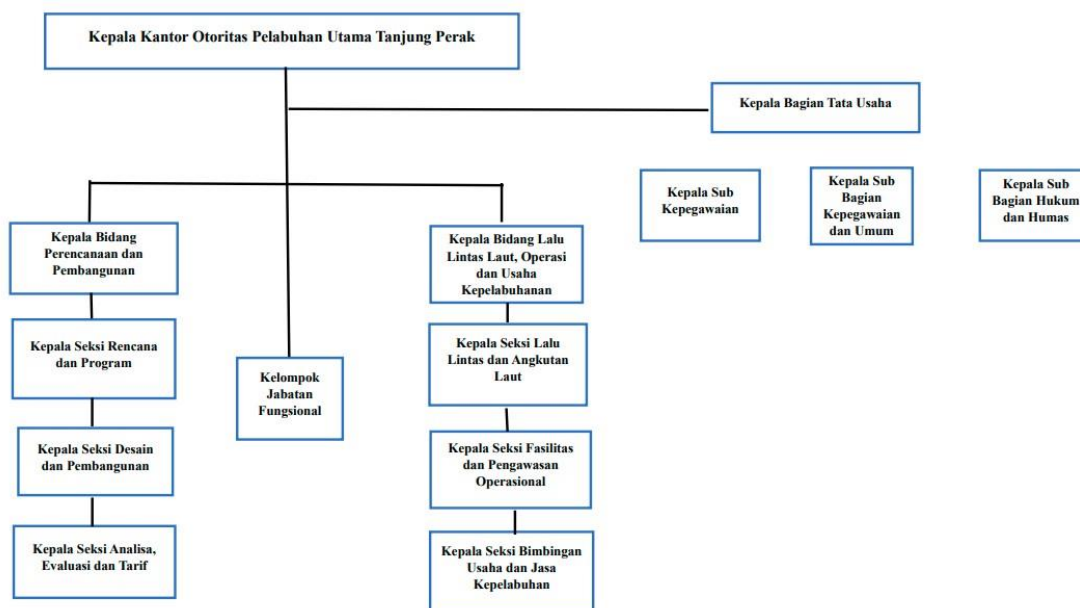 Kepala Kantor Otoritas Pelabuhan Utama Tanjung Perak
Kepala Bagian Tata Usaha
Kepala Sub
Kepegawaian
Kepala Sub
Bagian
Kepegawaian
dan Umum
Kepala Sub
Bagian Hukum
dan Humas
Kepala Bidang
Perencanaan dan
Pembangunan
Kepala Bidang Lalu
Lintas Laut, Operasi
dan Usaha
Kepelabuhanan
Kepala Seksi Rencana
dan Program
Kelompok
Jabatan
Fungsional
Kepala Seksi Lalu
Lintas dan Angkutan
Laut
Kepala Seksi Desain
dan Pembangunan
Kepala Seksi Fasilitas
dan Pengawasan
Operasional
Kepala Seksi Analisa,
Evaluasi dan Tarif
Kepala Seksi Bimbingan
Usaha dan Jasa
Kepelabuhan